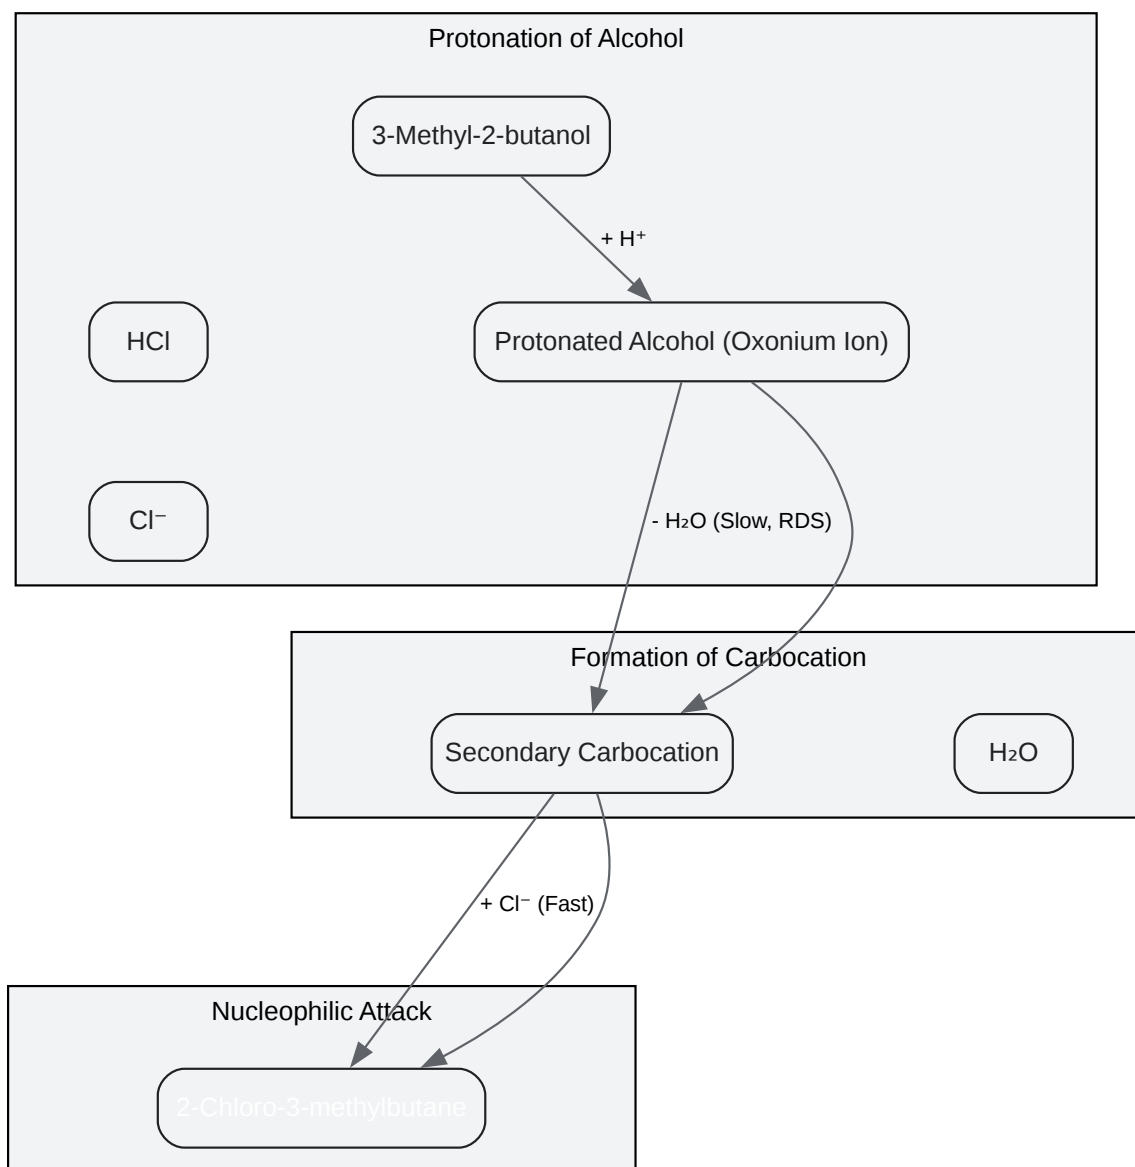 Protonation of Alcohol
3-Methyl-2-butanol
+ H⁺
HCl
Protonated Alcohol (Oxonium Ion)
Cl⁻
- H₂O (Slow, RDS)
Formation of Carbocation
Secondary Carbocation
H₂O
+ Cl⁻ (Fast)
Nucleophilic Attack
2-Chloro-3-methylbutane